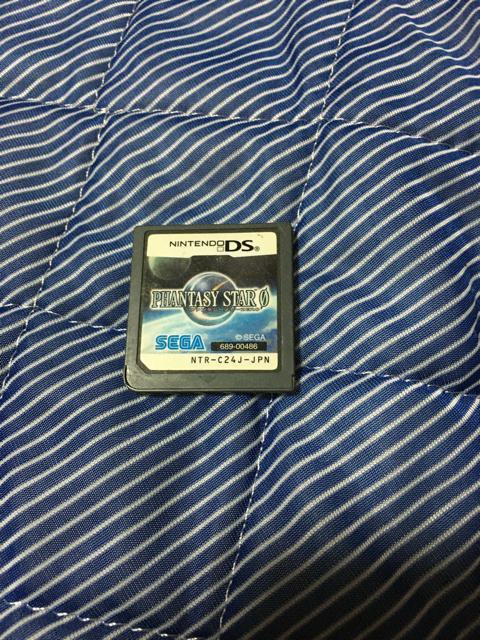 NINTENDO DS®
PHANTASY STAR 0
SEGA
© SEGA
689-00486
NTR-C24J-JPN